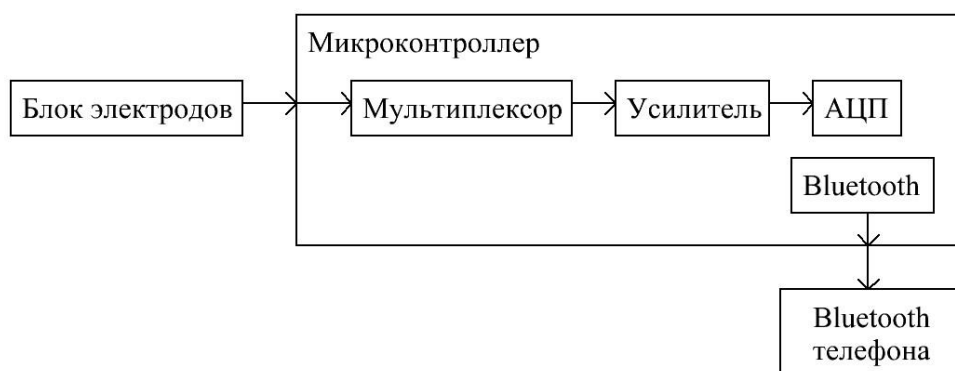 Микроконтроллер
Блок электродов
Мультиплексор
Усилитель
АЦП
Bluetooth
Bluetooth
телефона